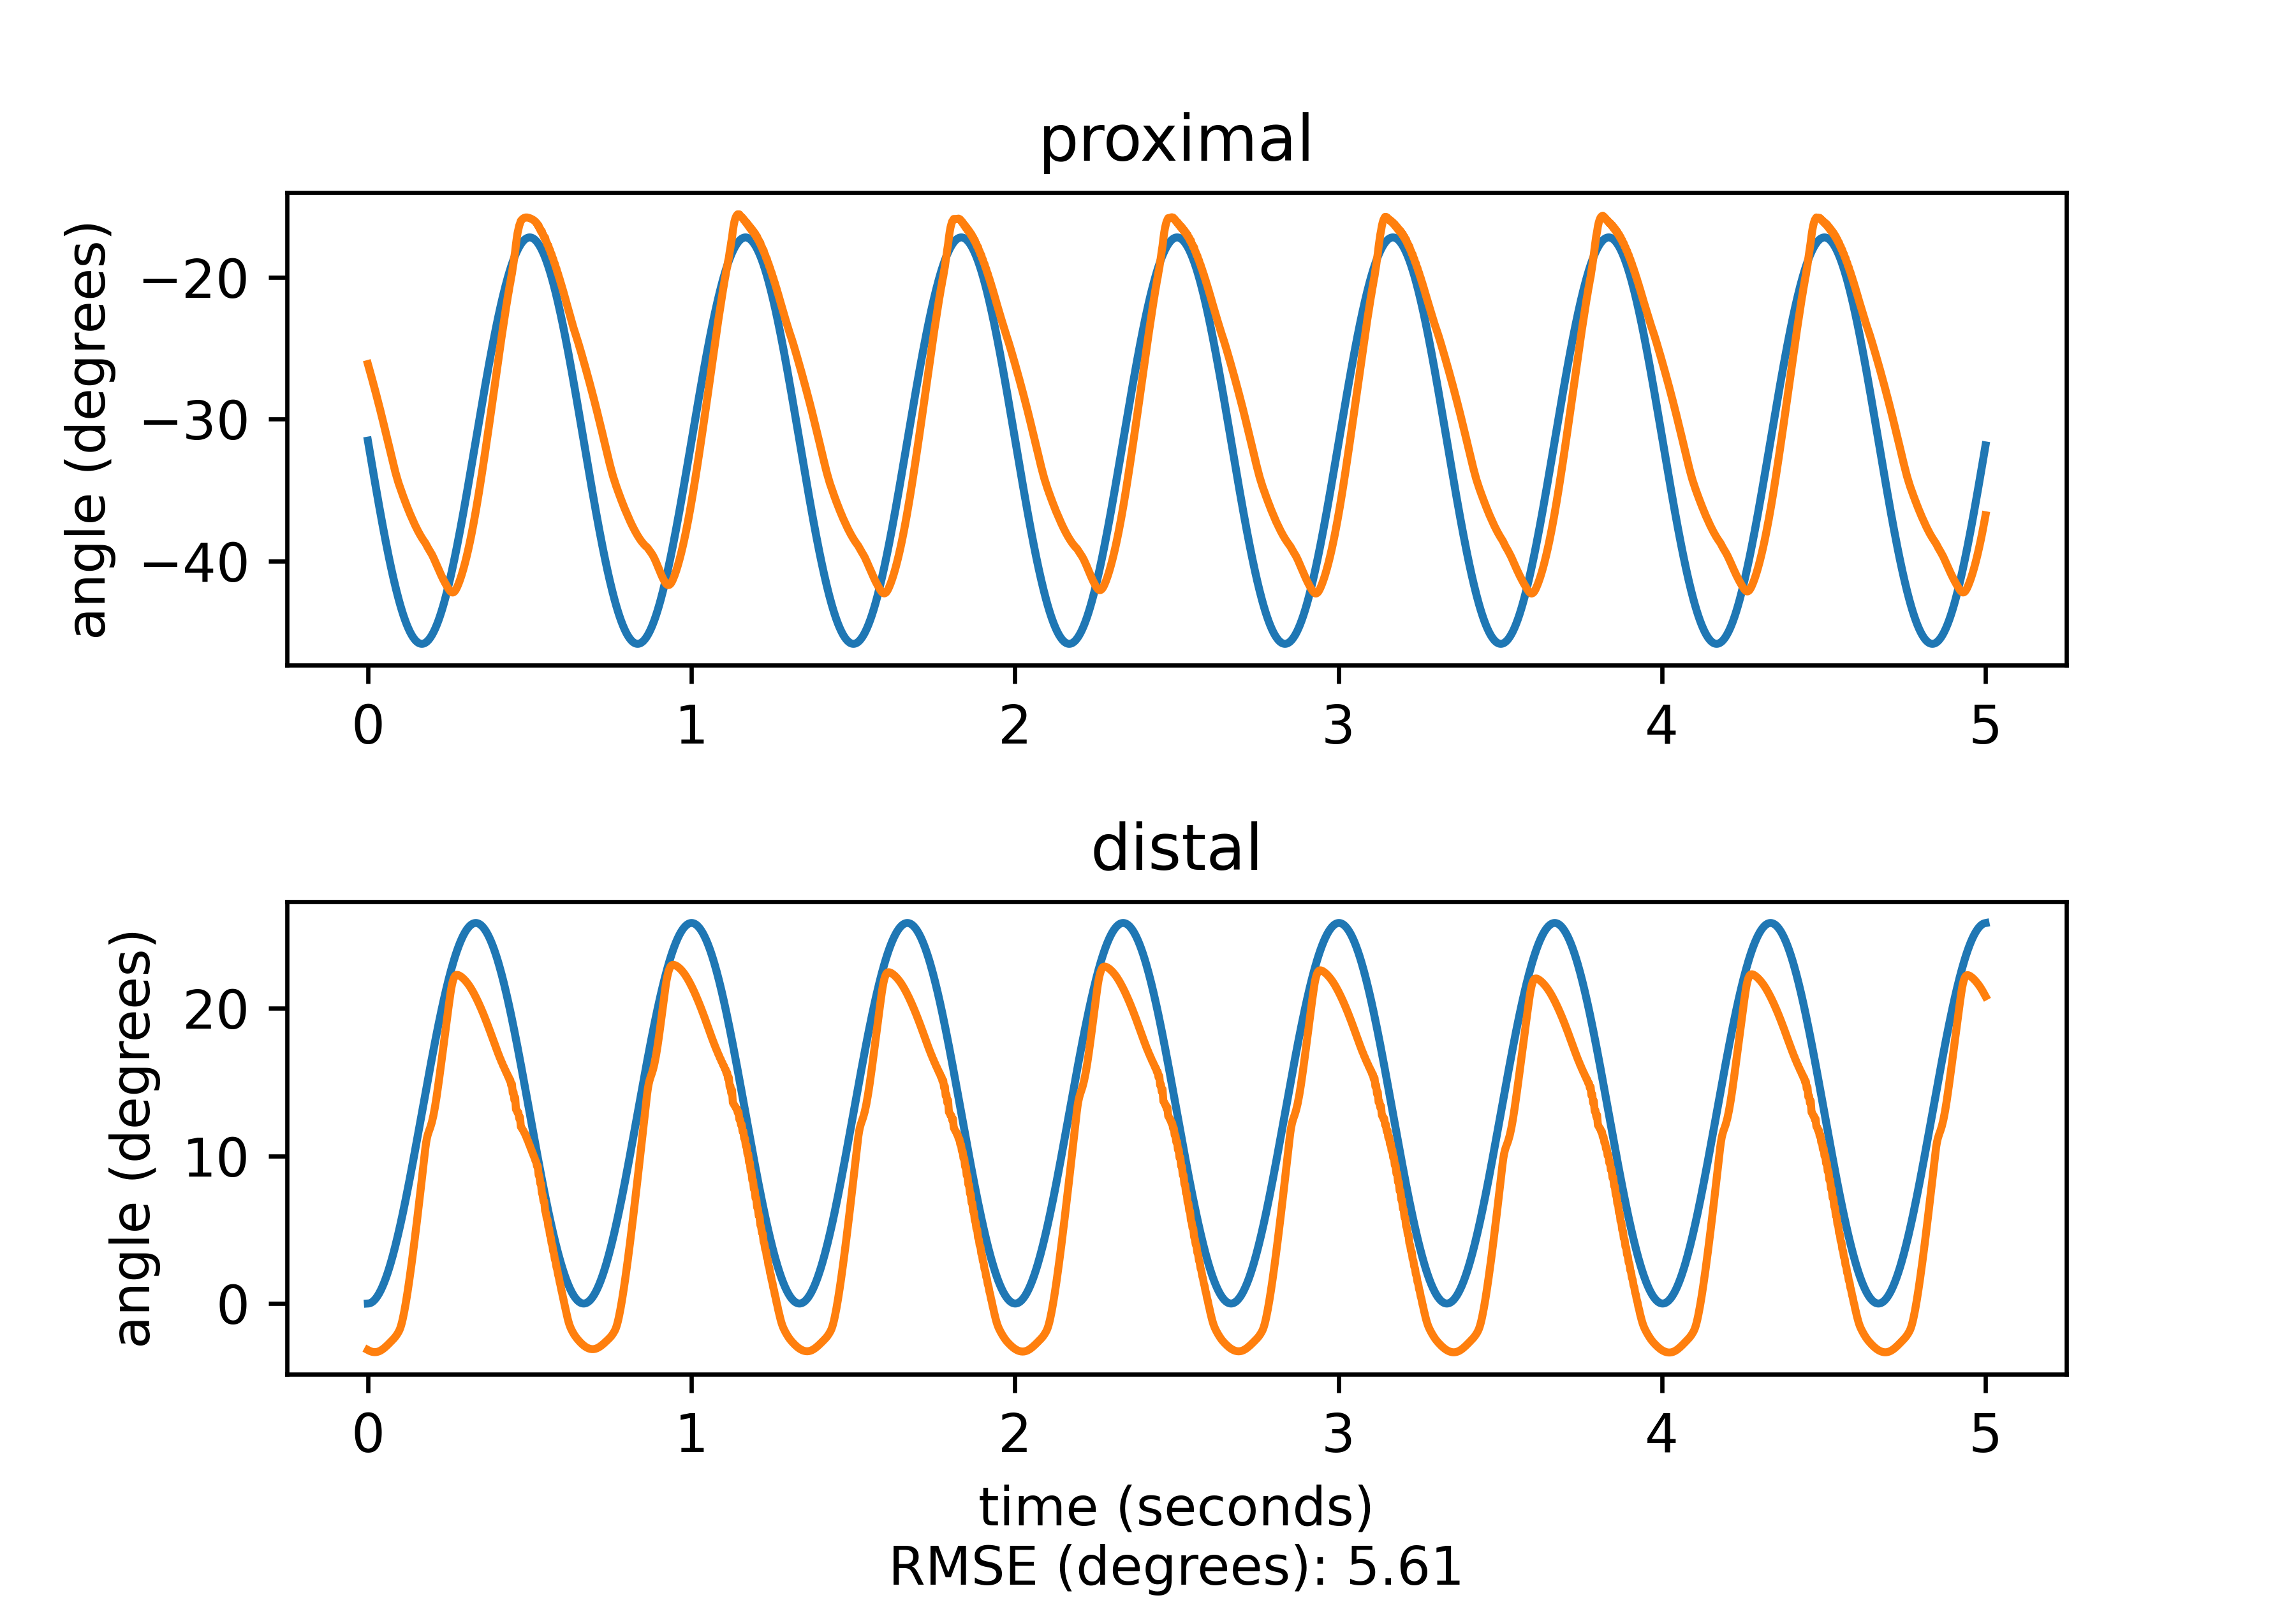 proximal
angle (degrees)
−20
−30
−40
0 1 2 3 4 5
distal
angle (degrees)
20
10
0
0 1 2 3 4 5
time (seconds)
RMSE (degrees): 5.61